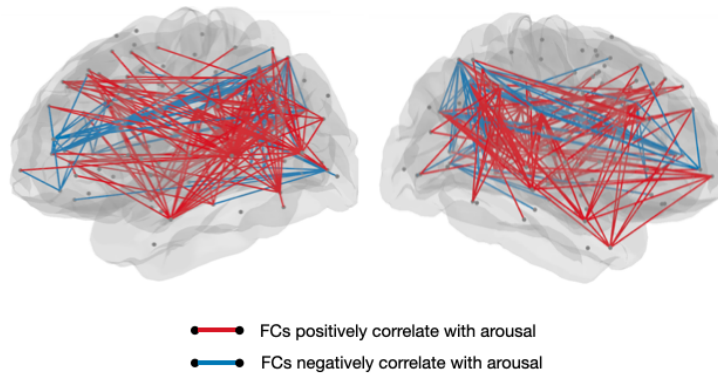 FCs positively correlate with arousal
FCs negatively correlate with arousal